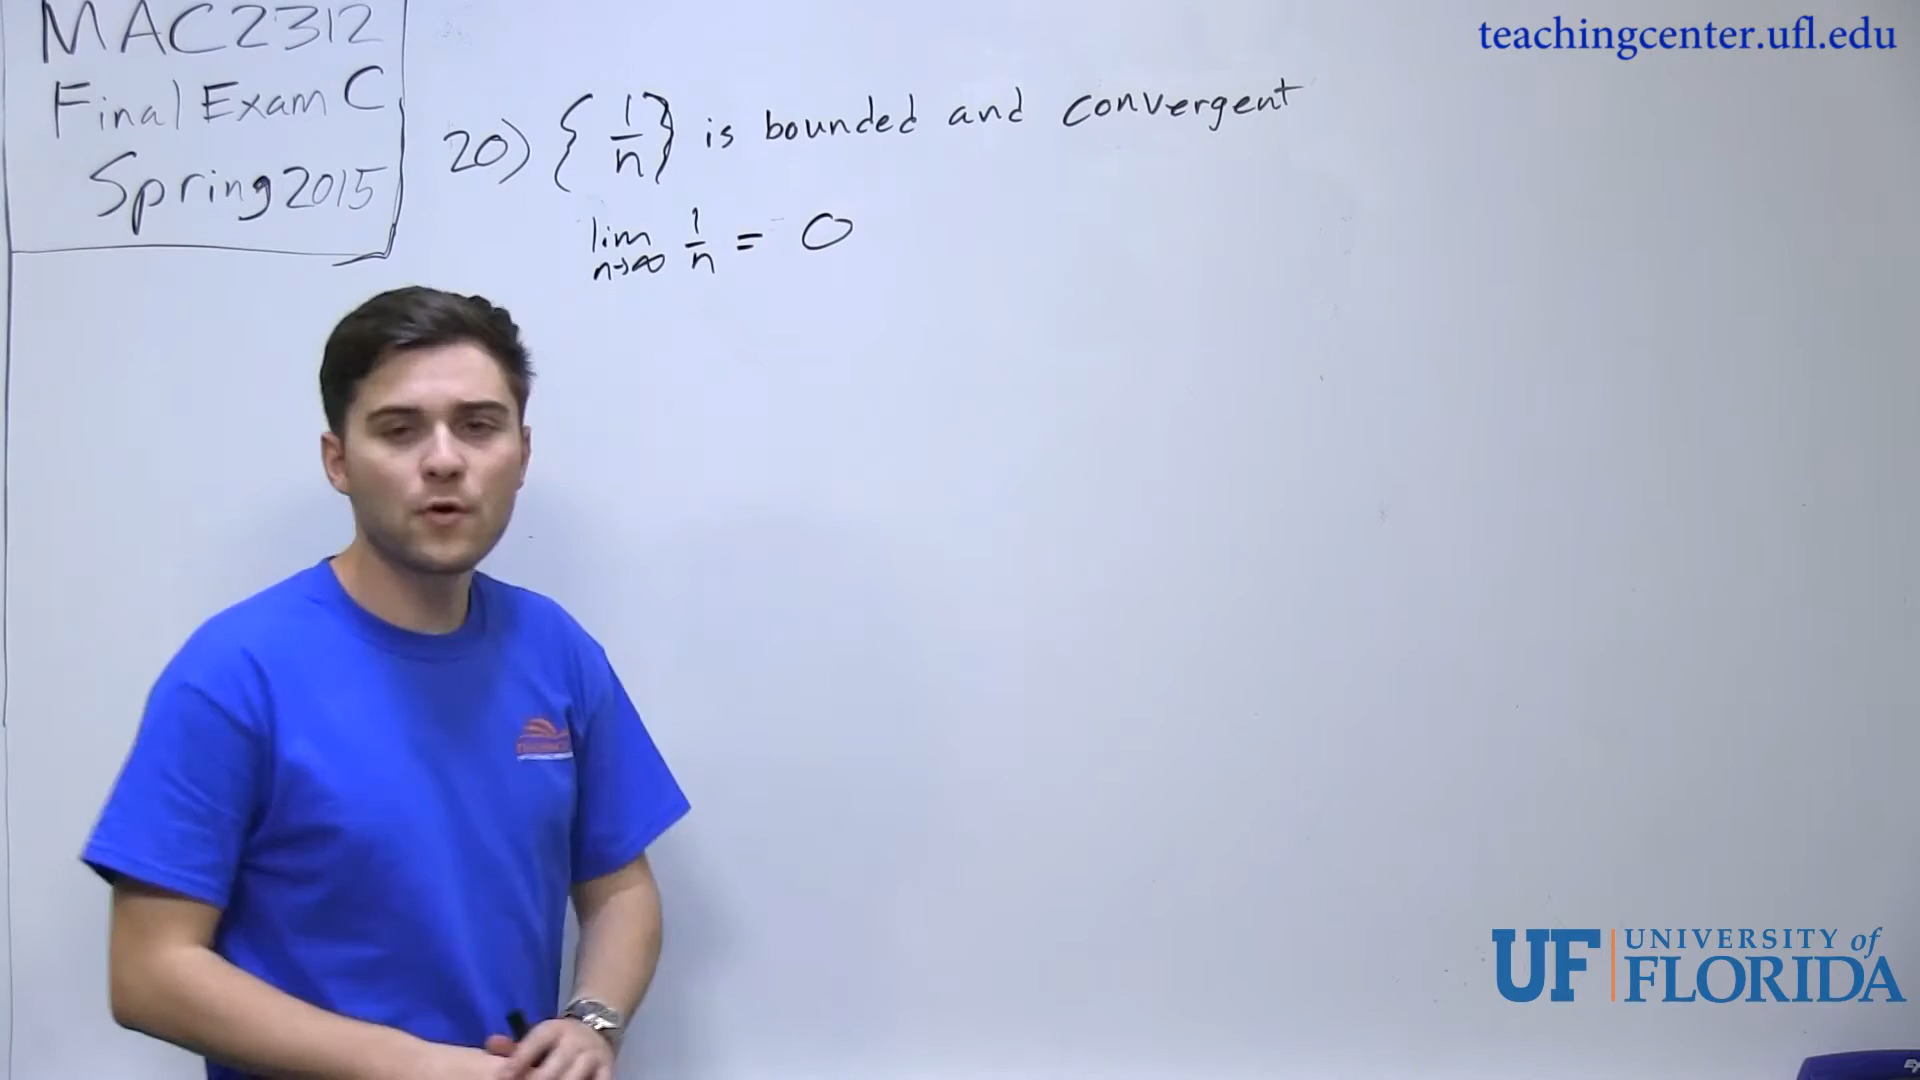 MAC2312
Final Exam C
Spring 2015
teachingcenter.ufl.edu
20) { 1/n } is bounded and convergent
lim n→∞ 1/n = 0
UF UNIVERSITY of FLORIDA